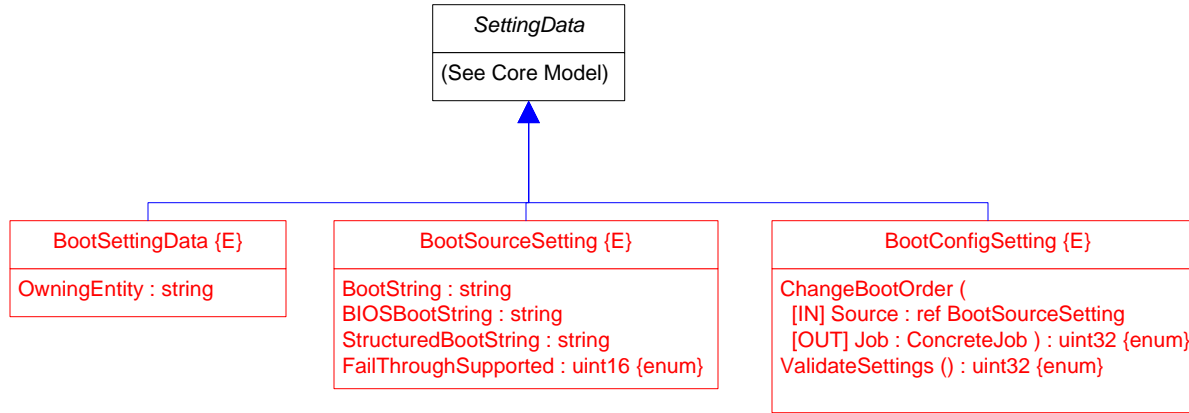 SettingData
(See Core Model)
BootSettingData {E}
OwningEntity : string
BootSourceSetting {E}
BootString : string
BIOSBootString : string
StructuredBootString : string
FailThroughSupported : uint16 {enum}
BootConfigSetting {E}
ChangeBootOrder (
[IN] Source : ref BootSourceSetting
[OUT] Job : ConcreteJob ) : uint32 {enum}
ValidateSettings () : uint32 {enum}